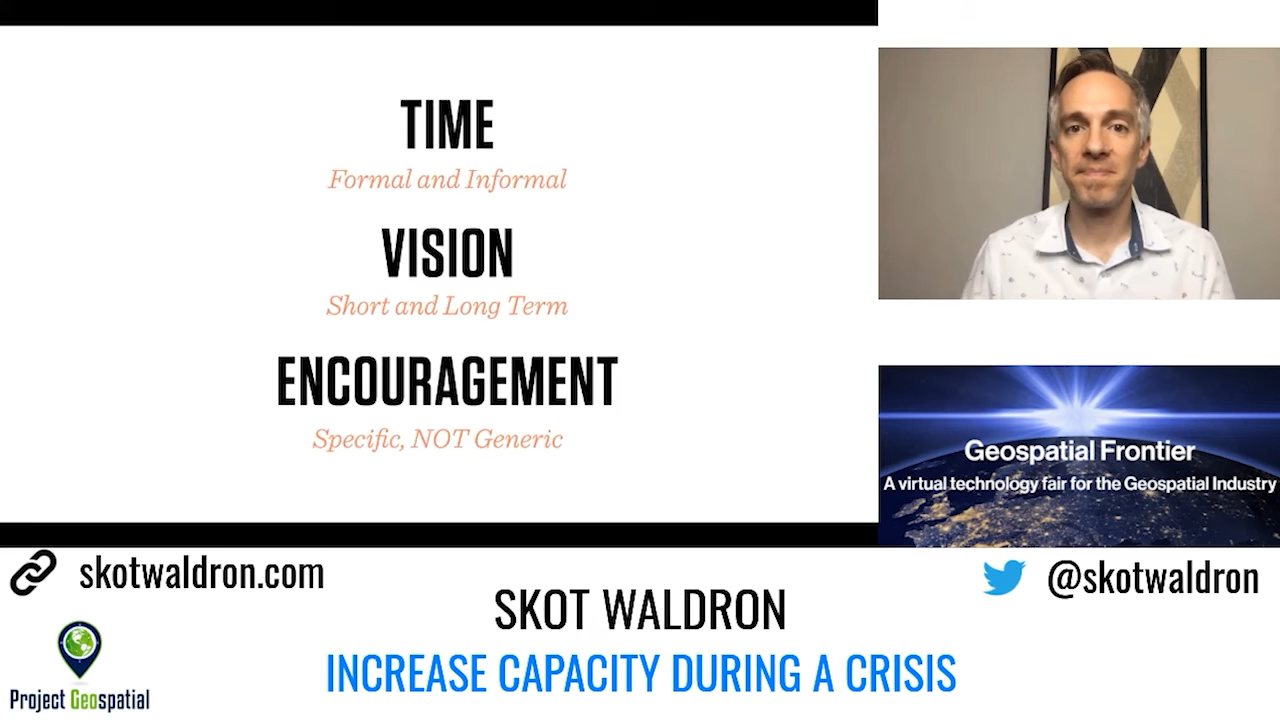 TIME
Formal and Informal
VISION
Short and Long Term
ENCOURAGEMENT
Specific, NOT Generic
Geospatial Frontier
A virtual technology fair for the Geospatial Industry
skotwaldron.com
@skotwaldron
SKOT WALDRON
INCREASE CAPACITY DURING A CRISIS
Project Geospatial